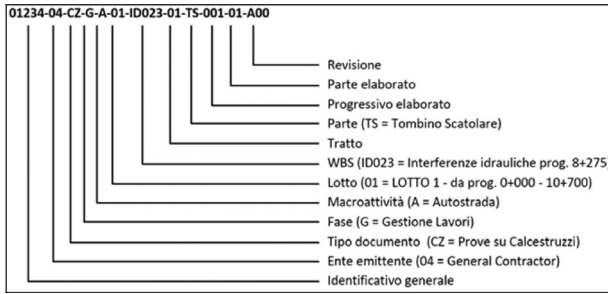 01234-04-CZ-G-A-01-ID023-01-TS-001-01-A00
Revisione
Parte elaborato
Progressivo elaborato
Parte (TS = Tombino Scatolare)
Tratto
WBS (ID023 = Interferenze idrauliche prog. 8+275)
Lotto (01 = LOTTO 1 - da prog. 0+000 - 10+700)
Macroattività (A = Autostrada)
Fase (G = Gestione Lavori)
Tipo documento (CZ = Prove su Calcestruzzi)
Ente emittente (04 = General Contractor)
Identificativo generale